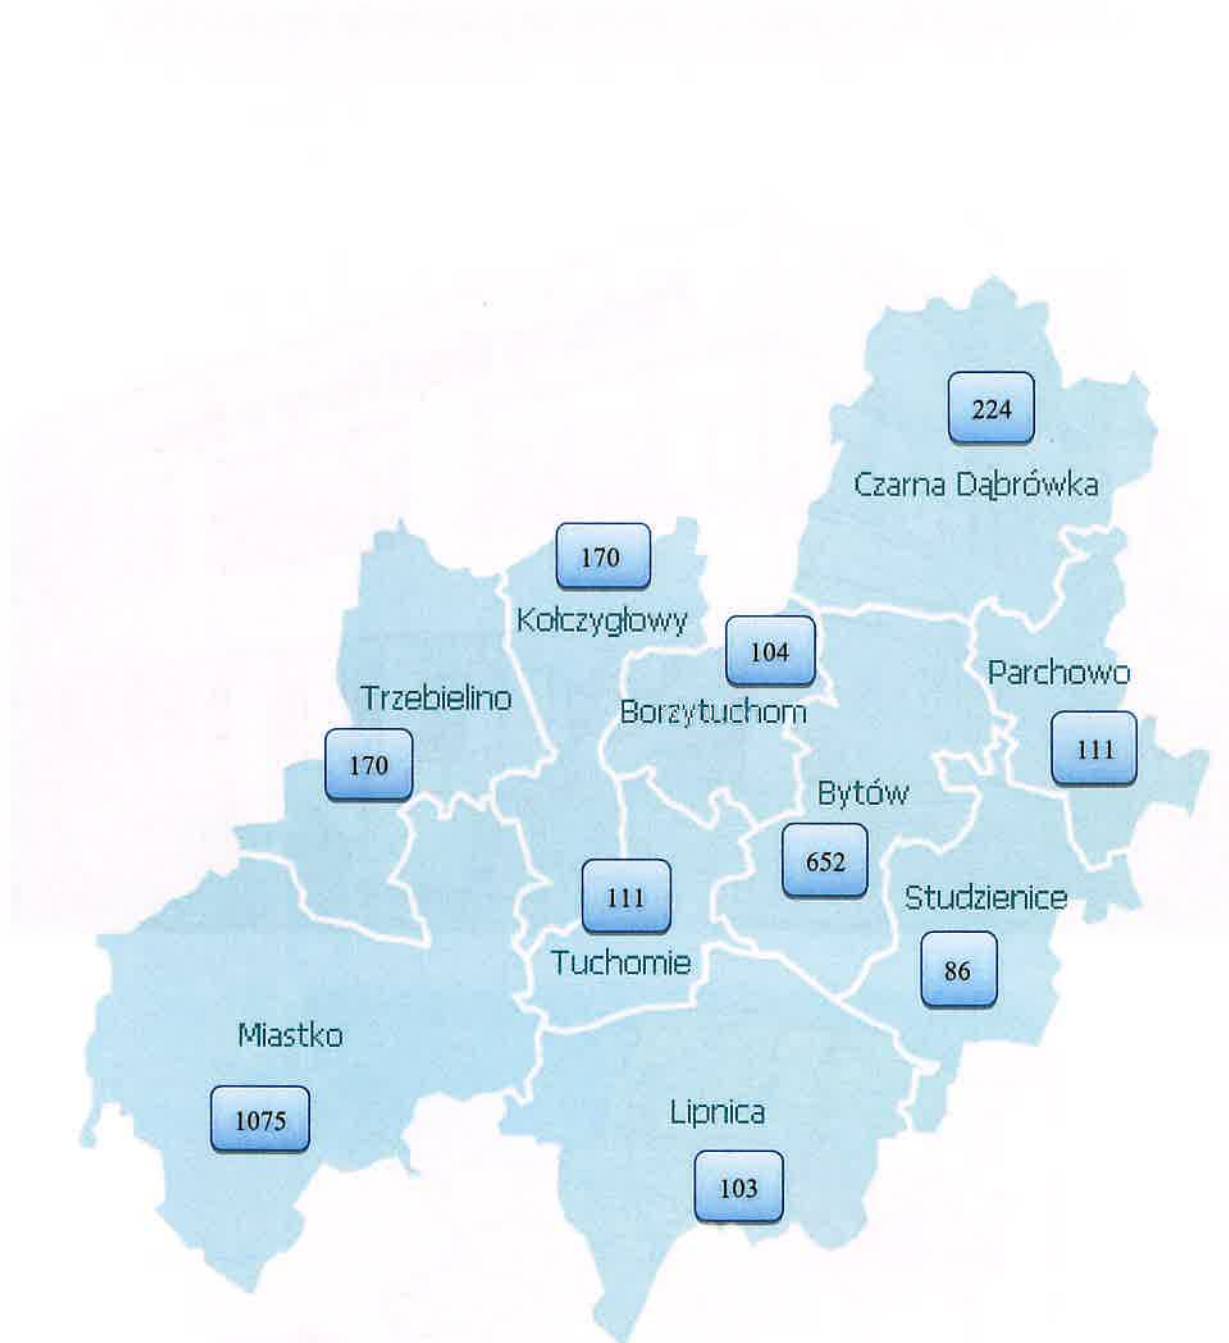 224
Czarna Dąbrówka
170
Kołczygłowy
104
Borzytuchom
Parchowo
111
Trzebielino
170
Bytów
652
111
Tuchomie
Studzienice
86
Miastko
1075
Lipnica
103